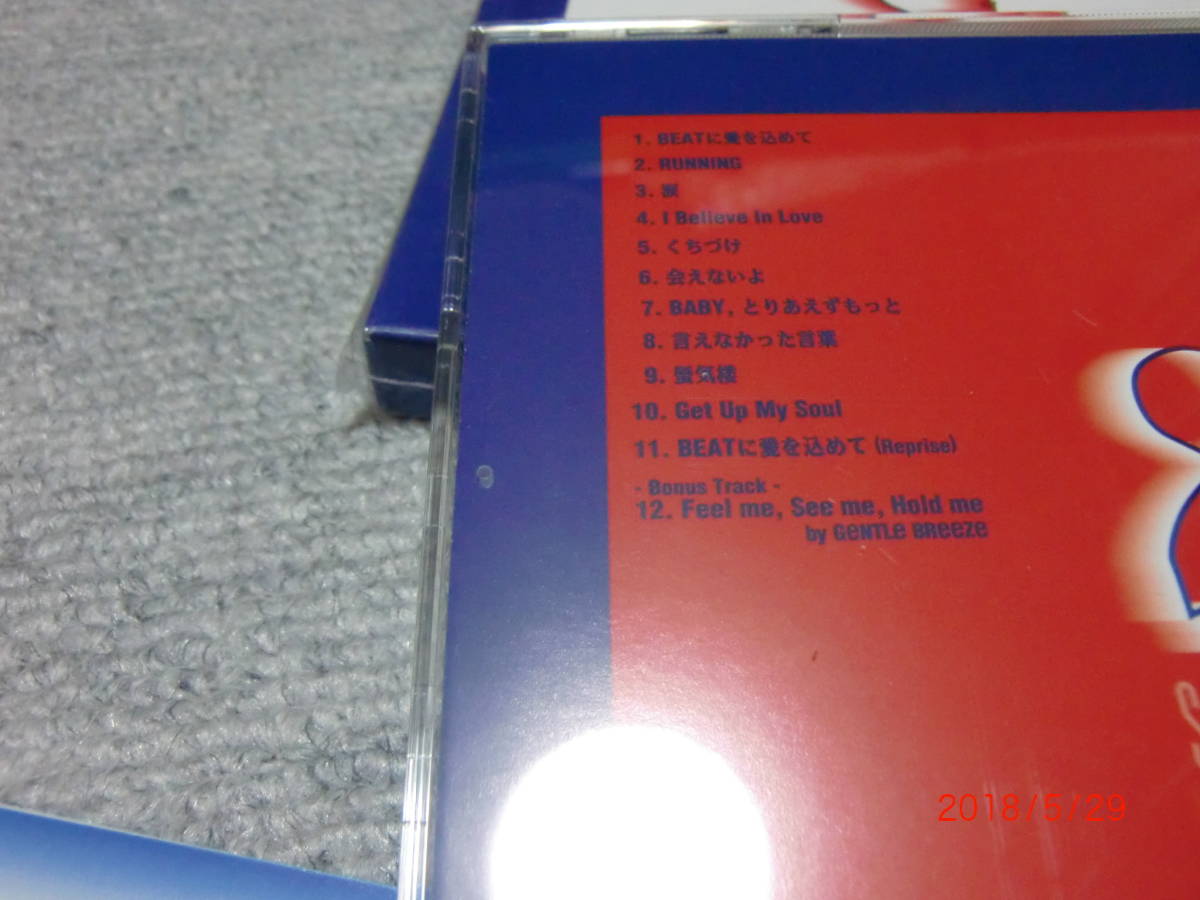 1. BEATに愛を込めて
2. RUNNING
3. 涙
4. I Believe In Love
5. くちづけ
6. 会えないよ
7. BABY, とりあえずもっと
8. 言えなかった言葉
9. 蜃気楼
10. Get Up My Soul
11. BEATに愛を込めて (Reprise)
- Bonus Track -
12. Feel me, See me, Hold me
by GENTLE BREEZE
2018/5/29